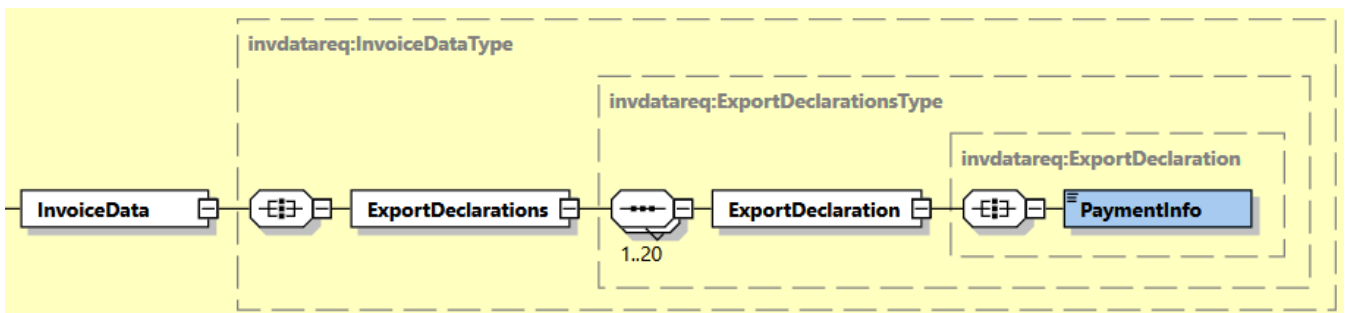 invdatareq:InvoiceDataType
invdatareq:ExportDeclarationsType
invdatareq:ExportDeclaration
InvoiceData
ExportDeclarations
ExportDeclaration
PaymentInfo
1..20